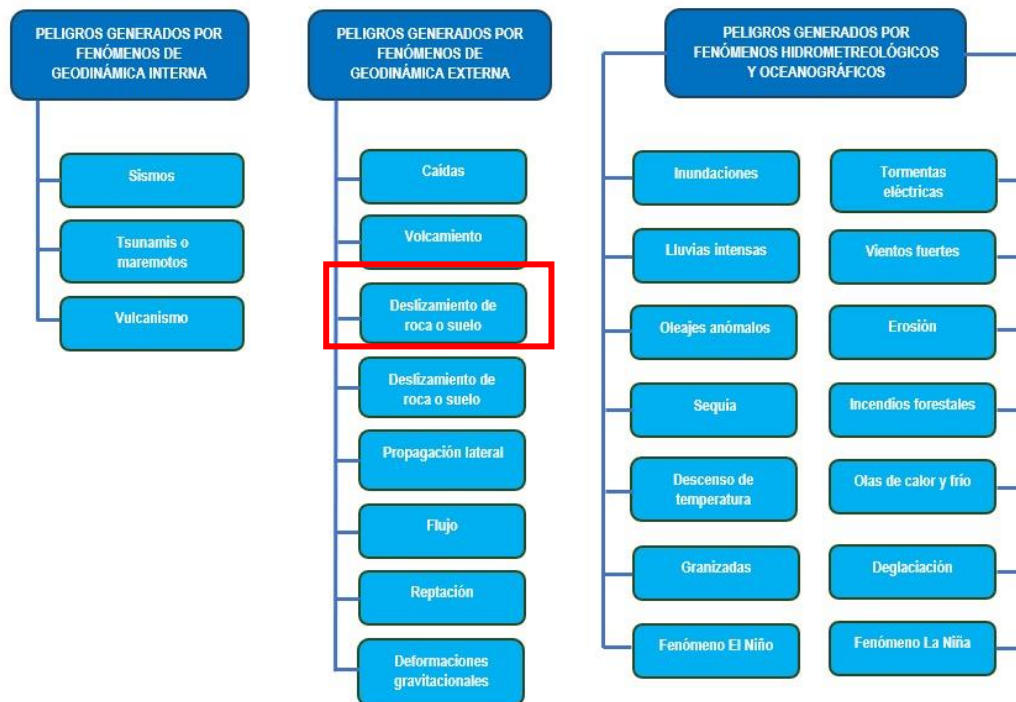 PELIGROS GENERADOS POR
FENÓMENOS DE
GEODINÁMICA INTERNA
Sismos
Tsunamis o
maremotos
Vulcanismo
PELIGROS GENERADOS POR
FENÓMENOS DE
GEODINÁMICA EXTERNA
Caídas
Volcamiento
Deslizamiento de
roca o suelo
Deslizamiento de
roca o suelo
Propagación lateral
Flujo
Reptación
Deformaciones
gravitacionales
PELIGROS GENERADOS POR
FENÓMENOS HIDROMETREOLÓGICOS
Y OCEANOGRÁFICOS
Inundaciones
Lluvias intensas
Oleajes anómalos
Sequia
Descenso de
temperatura
Granizadas
Fenómeno El Niño
Tormentas
eléctricas
Vientos fuertes
Erosión
Incendios forestales
Olas de calor y frío
Deglaciación
Fenómeno La Niña